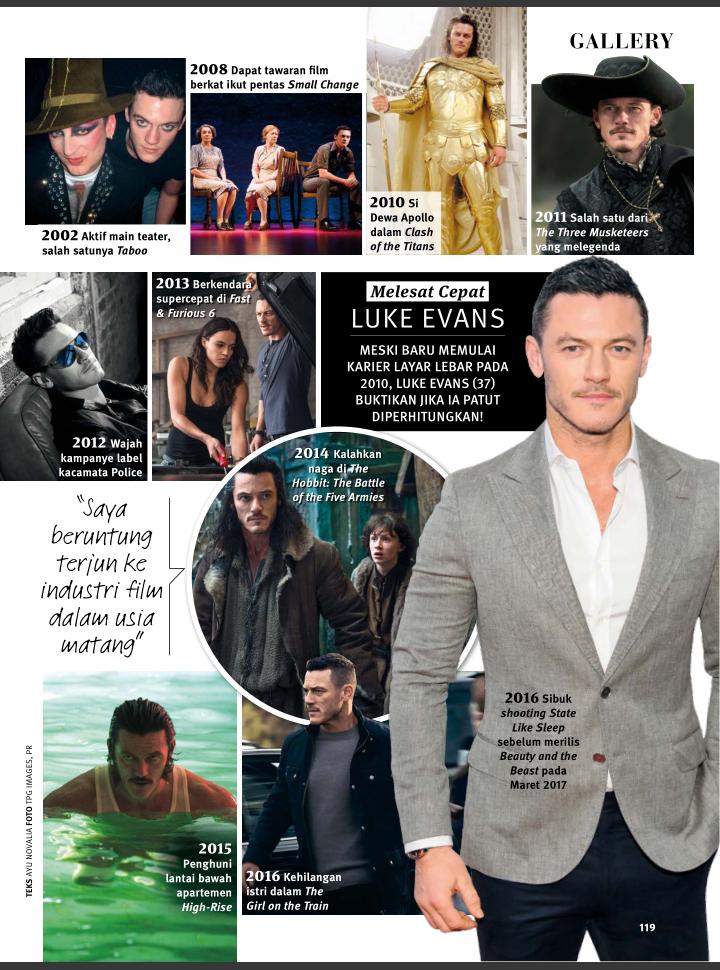 GALLERY
2002 Aktif main teater,
salah satunya Taboo
2008 Dapat tawaran film
berkat ikut pentas Small Change
2010 Si
Dewa Apollo
dalam Clash
of the Titans
2011 Salah satu dari
The Three Musketeers
yang melegenda
2012 Wajah
kampanye label
kacamata Police
2013 Berkendara
supercepat di Fast
& Furious 6
Melesat Cepat
LUKE EVANS
MESKI BARU MEMULAI
KARIER LAYAR LEBAR PADA
2010, LUKE EVANS (37)
BUKTIKAN JIKA IA PATUT
DIPERHITUNGKAN!
2014 Kalahkan
naga di The
Hobbit: The Battle
of the Five Armies
“Saya
beruntung
terjun ke
industri film
dalam usia
matang”
2015
Penghuni
lantai bawah
apartemen
High-Rise
2016 Kehilangan
istri dalam The
Girl on the Train
2016 Sibuk
shooting State
Like Sleep
sebelum merilis
Beauty and the
Beast pada
Maret 2017
TEKS AYU NOVALIA FOTO TPG IMAGES, PR
119